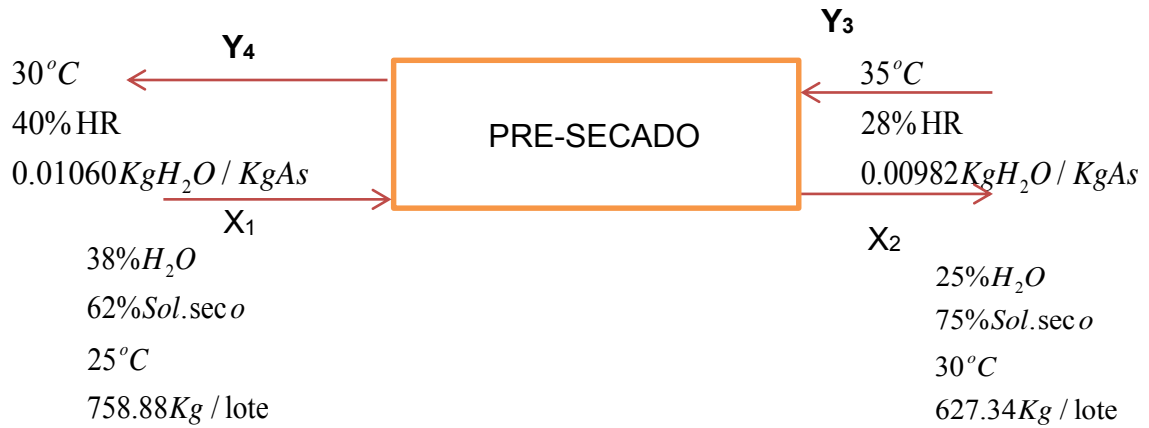 Y₄
30°C
40% HR
0.01060KgH₂O / KgAs
PRE-SECADO
Y₃
35°C
28% HR
0.00982KgH₂O / KgAs
X₁
38%H₂O
62%Sol.seco
25°C
758.88Kg / lote
X₂
25%H₂O
75%Sol.seco
30°C
627.34Kg / lote